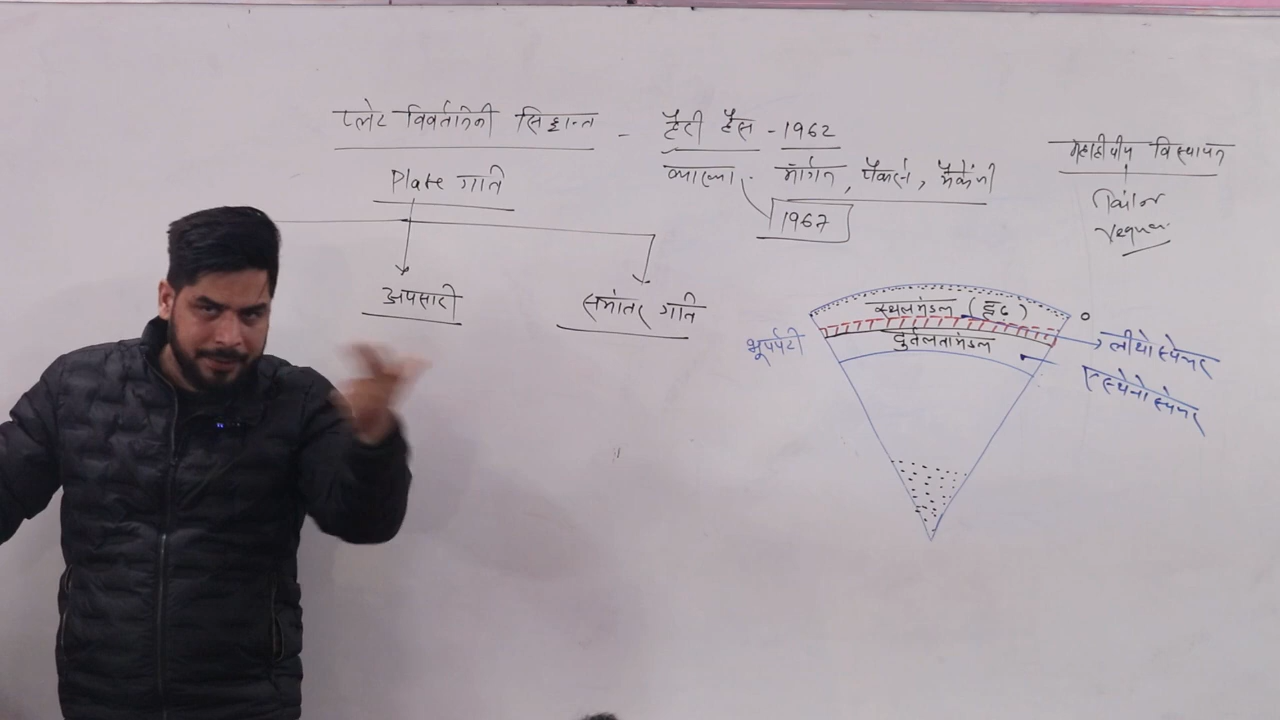 प्लेट विवर्तानिनी सिद्धान्त - हैरी हैस - 1962
Plate गति
व्याख्या - मॉर्गन, पैकर्स, मैकेंजी
1967
अपसारी
समांतर गति
महाद्वीपीय विस्थापन
स्थलमंडल (दृढ़)
दुर्बलतामंडल
भूपर्पटी
लीथोस्फेयर
एस्थेनोस्फेयर